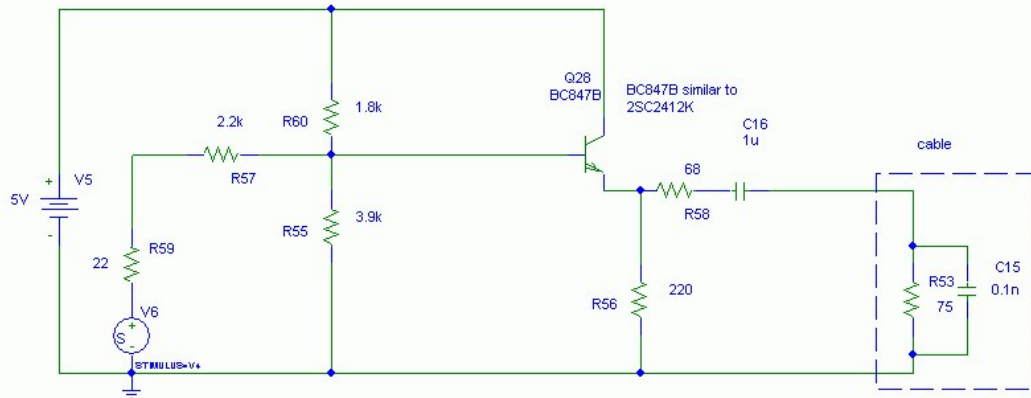 Q28
BC847B
BC847B similar to
2SC2412K
1.8k
R60
C16
1u
cable
2.2k
R57
68
R58
+
V5
5V
-
R59
22
R55
3.9k
R56
220
R53
75
C15
0.1n
V6
+
S
-
STIMULUS=V4